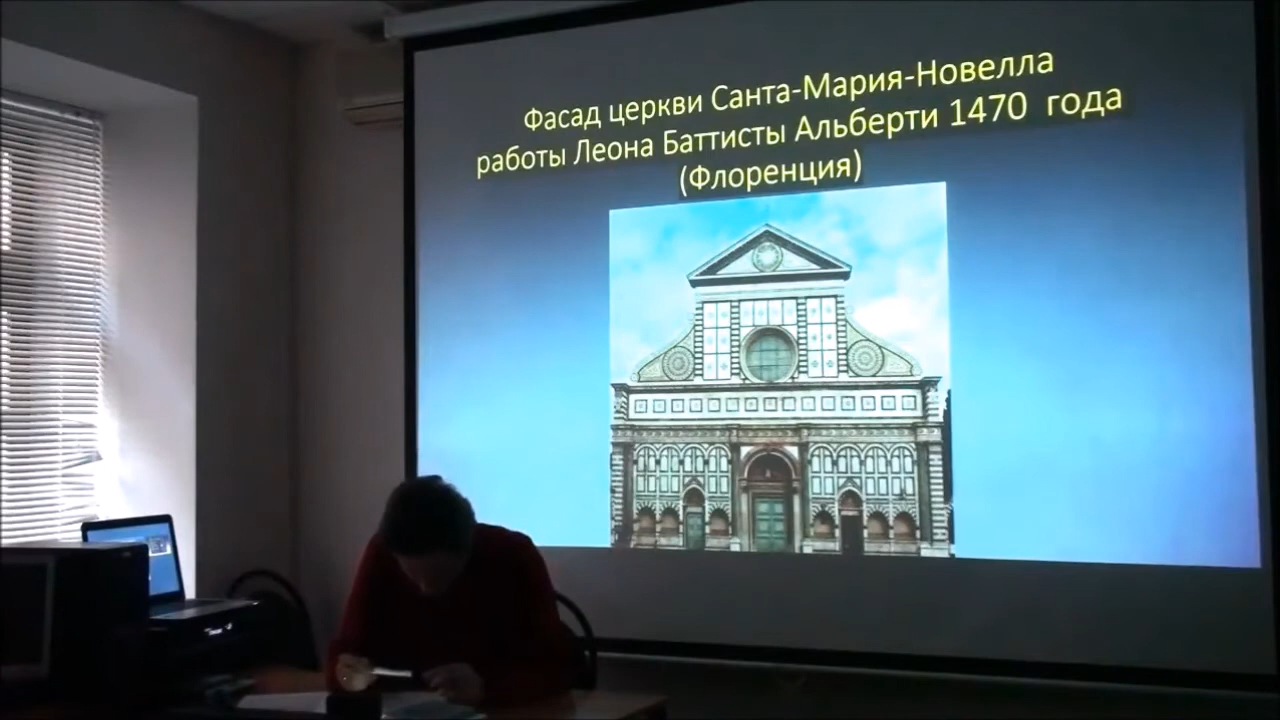 Фасад церкви Санта-Мария-Новелла
работы Леона Баттисты Альберти 1470 года
(Флоренция)